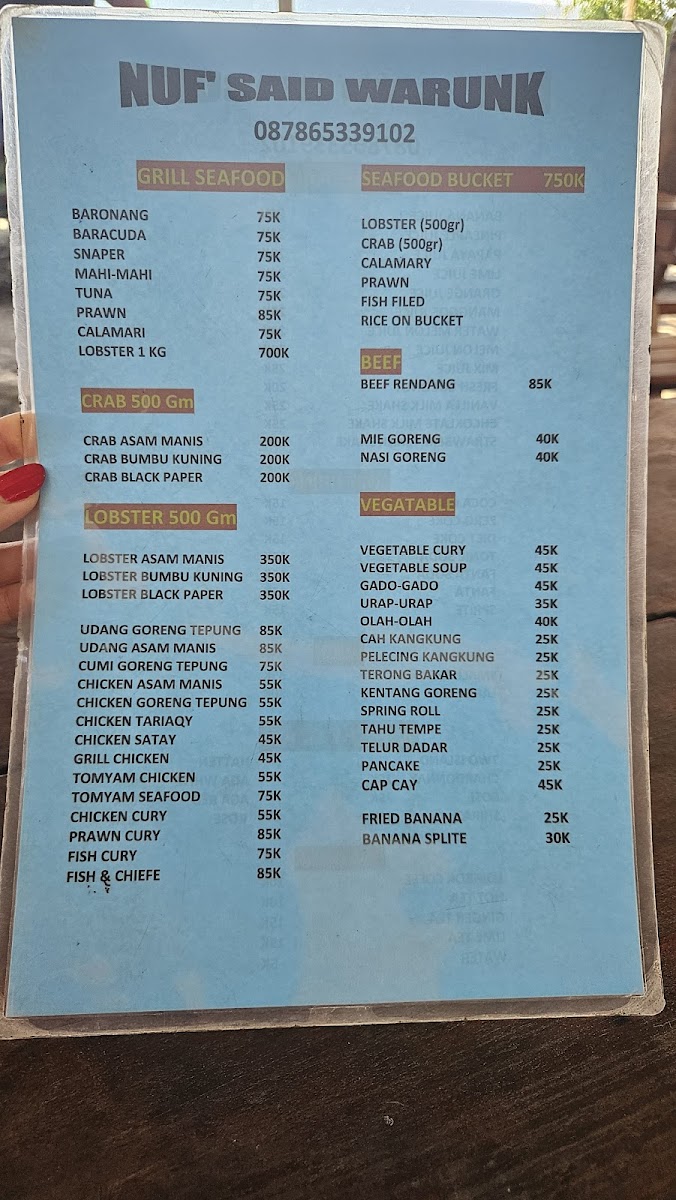 NUF' SAID WARUNK
087865339102
GRILL SEAFOOD
BARONANG 75K
BARACUDA 75K
SNAPER 75K
MAHI-MAHI 75K
TUNA 75K
PRAWN 85K
CALAMARI 75K
LOBSTER 1 KG 700K
CRAB 500 Gm
CRAB ASAM MANIS 200K
CRAB BUMBU KUNING 200K
CRAB BLACK PAPER 200K
LOBSTER 500 Gm
LOBSTER ASAM MANIS 350K
LOBSTER BUMBU KUNING 350K
LOBSTER BLACK PAPER 350K
UDANG GORENG TEPUNG 85K
UDANG ASAM MANIS 85K
CUMI GORENG TEPUNG 75K
CHICKEN ASAM MANIS 55K
CHICKEN GORENG TEPUNG 55K
CHICKEN TARIAQY 55K
CHICKEN SATAY 45K
GRILL CHICKEN 45K
TOMYAM CHICKEN 55K
TOMYAM SEAFOOD 75K
CHICKEN CURY 55K
PRAWN CURY 85K
FISH CURY 75K
FISH & CHIEFE 85K
SEAFOOD BUCKET 750K
LOBSTER (500gr)
CRAB (500gr)
CALAMARY
PRAWN
FISH FILED
RICE ON BUCKET
BEEF
BEEF RENDANG 85K
MIE GORENG 40K
NASI GORENG 40K
VEGATABLE
VEGETABLE CURY 45K
VEGETABLE SOUP 45K
GADO-GADO 45K
URAP-URAP 35K
OLAH-OLAH 40K
CAH KANGKUNG 25K
PELECING KANGKUNG 25K
TERONG BAKAR 25K
KENTANG GORENG 25K
SPRING ROLL 25K
TAHU TEMPE 25K
TELUR DADAR 25K
PANCAKE 25K
CAP CAY 45K
FRIED BANANA 25K
BANANA SPLITE 30K